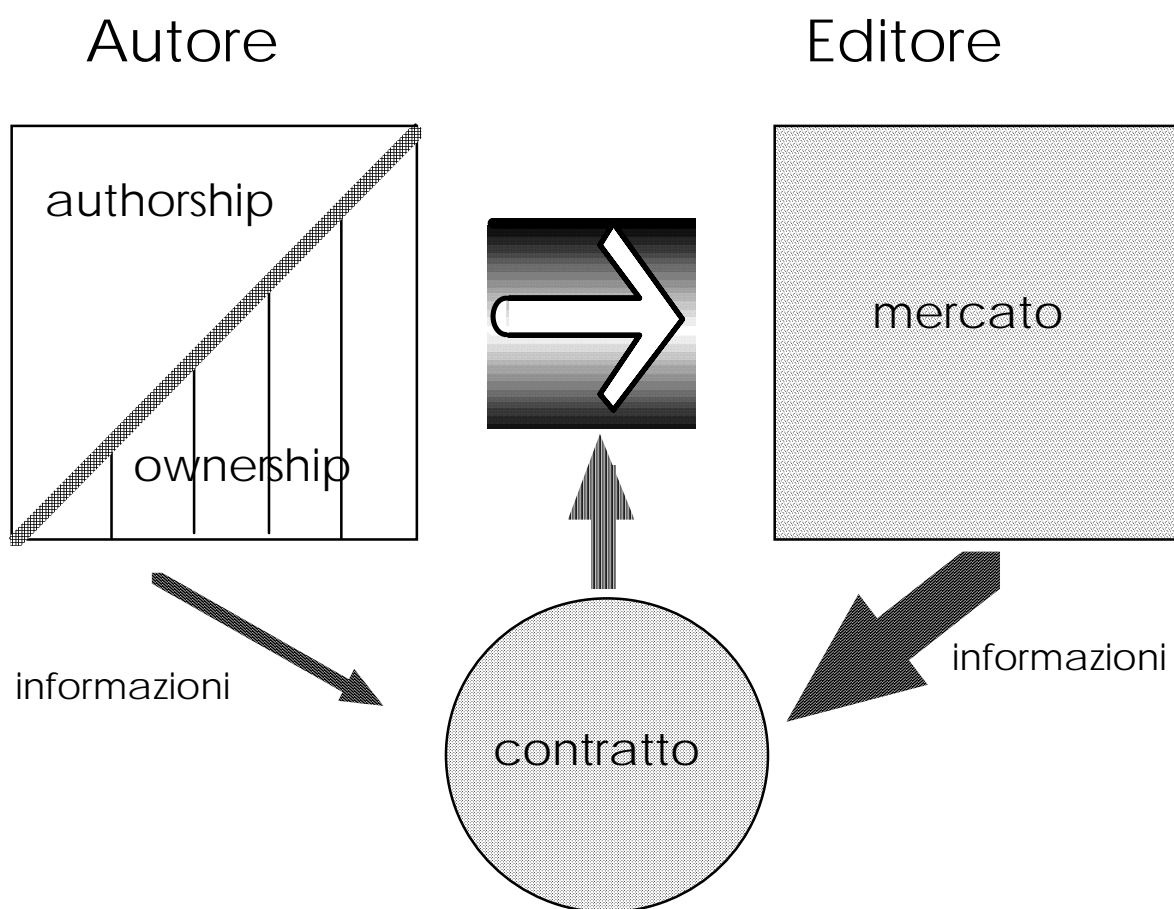 Autore
Editore
authorship
mercato
ownership
informazioni
informazioni
contratto